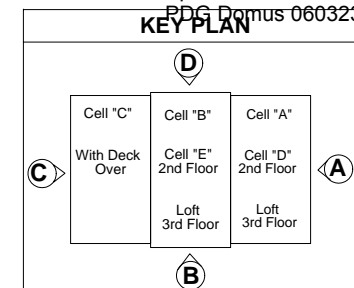 PDG Domus 060323
KEY PLAN
D
Cell "C"
With Deck
Over
Cell "B"
Cell "E"
2nd Floor
Loft
3rd Floor
Cell "A"
Cell "D"
2nd Floor
Loft
3rd Floor
C
A
B